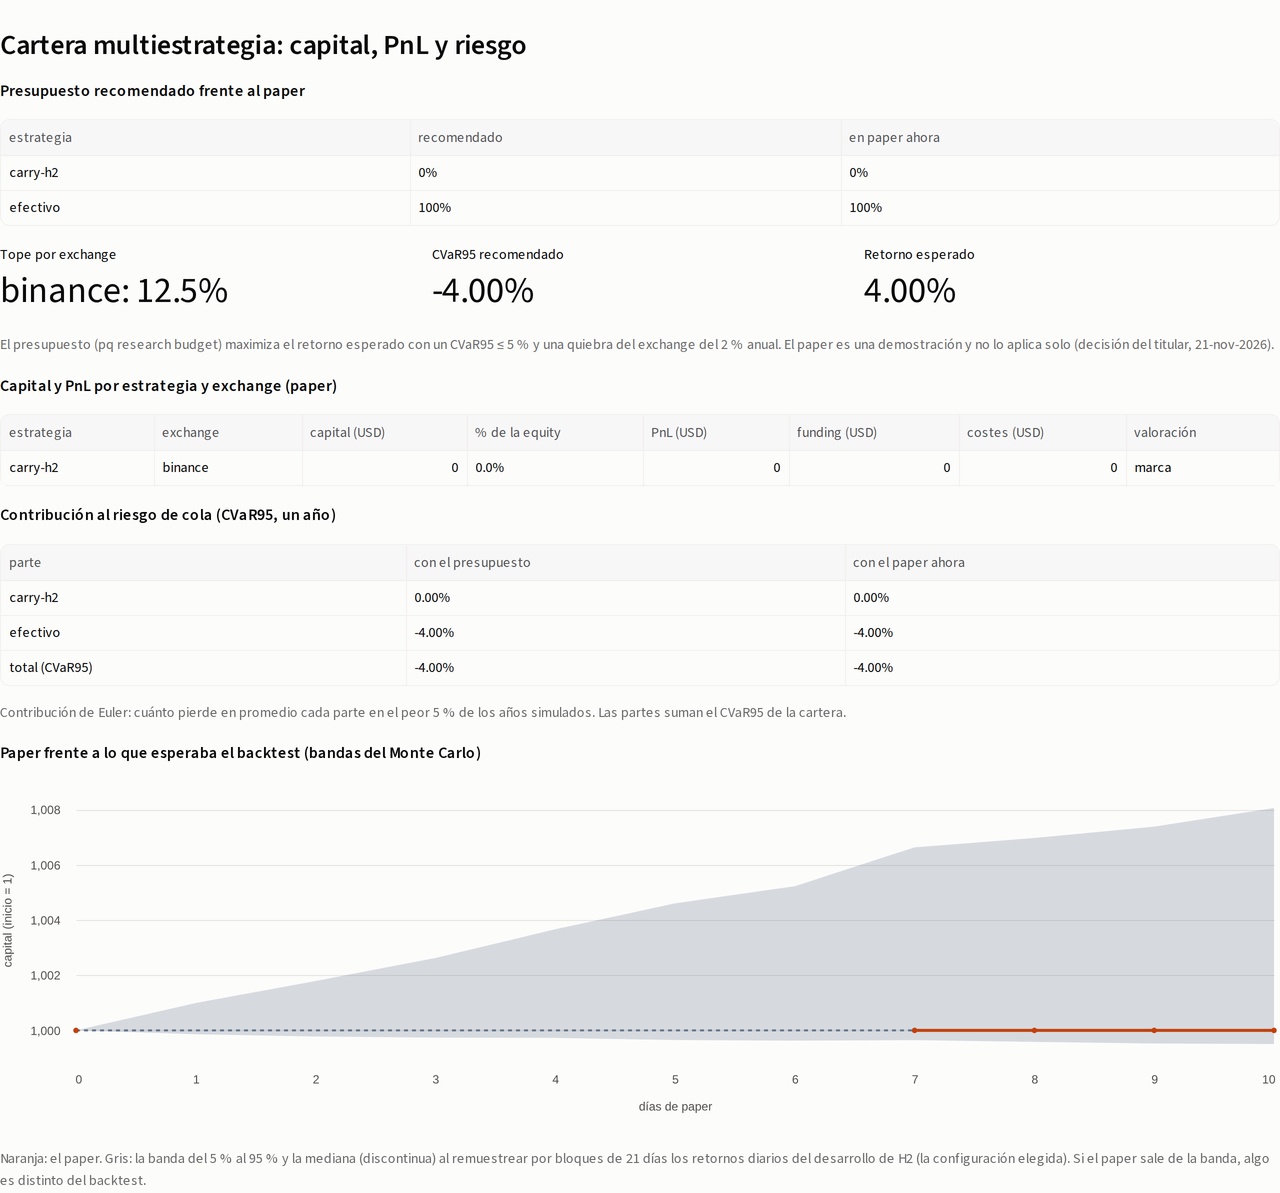 Cartera multiestrategia: capital, PnL y riesgo
Presupuesto recomendado frente al paper
estrategia recomendado en paper ahora
carry-h2 0% 0%
efectivo 100% 100%
Tope por exchange CVaR95 recomendado Retorno esperado
binance: 12.5% -4.00% 4.00%
El presupuesto (pq research budget) maximiza el retorno esperado con un CVaR95 ≤ 5 % y una quiebra del exchange del 2 % anual. El paper es una demostración y no lo aplica solo (decisión del titular, 21-nov-2026).
Capital y PnL por estrategia y exchange (paper)
estrategia exchange capital (USD) % de la equity PnL (USD) funding (USD) costes (USD) valoración
carry-h2 binance 0 0.0% 0 0 0 marca
Contribución al riesgo de cola (CVaR95, un año)
parte con el presupuesto con el paper ahora
carry-h2 0.00% 0.00%
efectivo -4.00% -4.00%
total (CVaR95) -4.00% -4.00%
Contribución de Euler: cuánto pierde en promedio cada parte en el peor 5 % de los años simulados. Las partes suman el CVaR95 de la cartera.
Paper frente a lo que esperaba el backtest (bandas del Monte Carlo)
capital (inicio = 1)
1,008
1,006
1,004
1,002
1,000
0 1 2 3 4 5 6 7 8 9 10
días de paper
Naranja: el paper. Gris: la banda del 5 % al 95 % y la mediana (discontinua) al remuestrear por bloques de 21 días los retornos diarios del desarrollo de H2 (la configuración elegida). Si el paper sale de la banda, algo
es distinto del backtest.